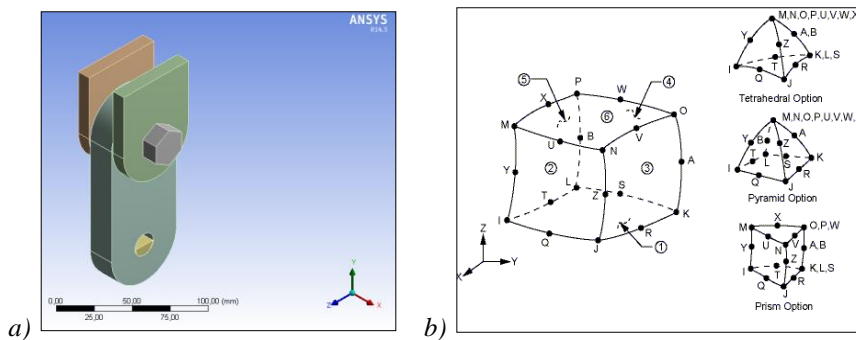 ANSYS
R14.5
0,00 50,00 100,00 (mm)
25,00 75,00
Y
Z X
a)
b)
P
W
X
⑤
④
⑥
O
M
B
V
U
N
A
②
③
Y
L
S
Z
T
K
I
R
Q
J
①
Z
Y
X
M,N,O,P,U,V,W,X
Y
A,B
Z
K,L,S
I
T
R
Q
J
Tetrahedral Option
M,N,O,P,U,V,W,
A
Y
B
Z
T
K
L
S
I
R
Q
J
Pyramid Option
X
M
O,P,W
U
V
N
Y
A,B
Z
I
T
K,L,S
R
Q
J
Prism Option